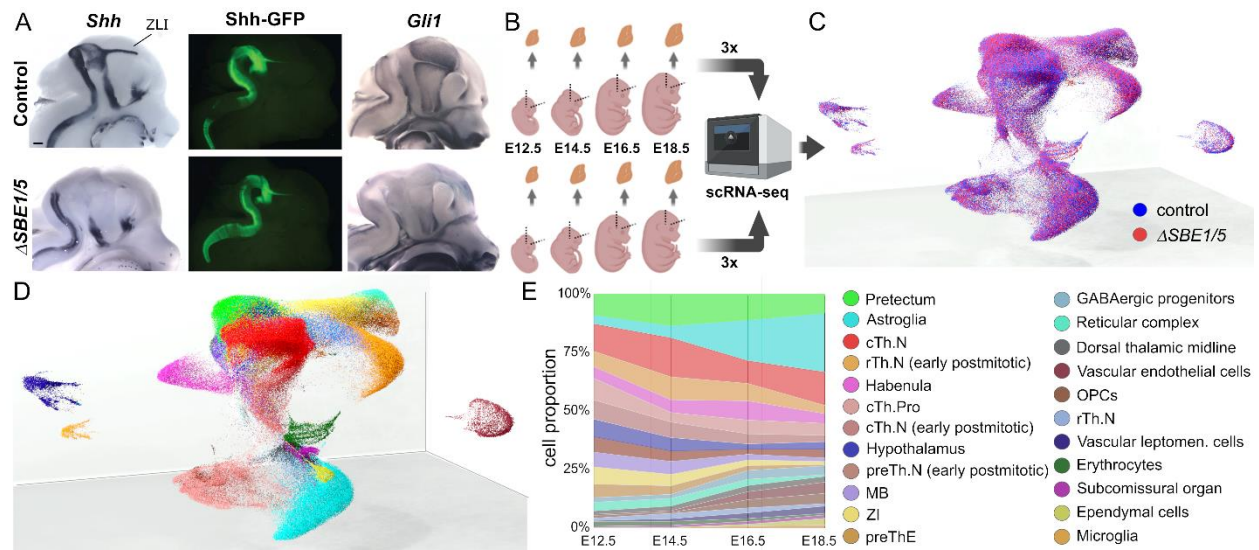 A
Shh
ZLI
Shh-GFP
Gli1
Control
ΔSBE1/5
B
3x
E12.5 E14.5 E16.5 E18.5
scRNA-seq
3x
C
control
ΔSBE1/5
D
E
100%
75%
50%
25%
0%
cell proportion
E12.5 E14.5 E16.5 E18.5
Pretectum
Astroglia
cTh.N
rTh.N (early postmitotic)
Habenula
cTh.Pro
cTh.N (early postmitotic)
Hypothalamus
preTh.N (early postmitotic)
MB
ZI
preThE
GABAergic progenitors
Reticular complex
Dorsal thalamic midline
Vascular endothelial cells
OPCs
rTh.N
Vascular leptomen. cells
Erythrocytes
Subcomissural organ
Ependymal cells
Microglia